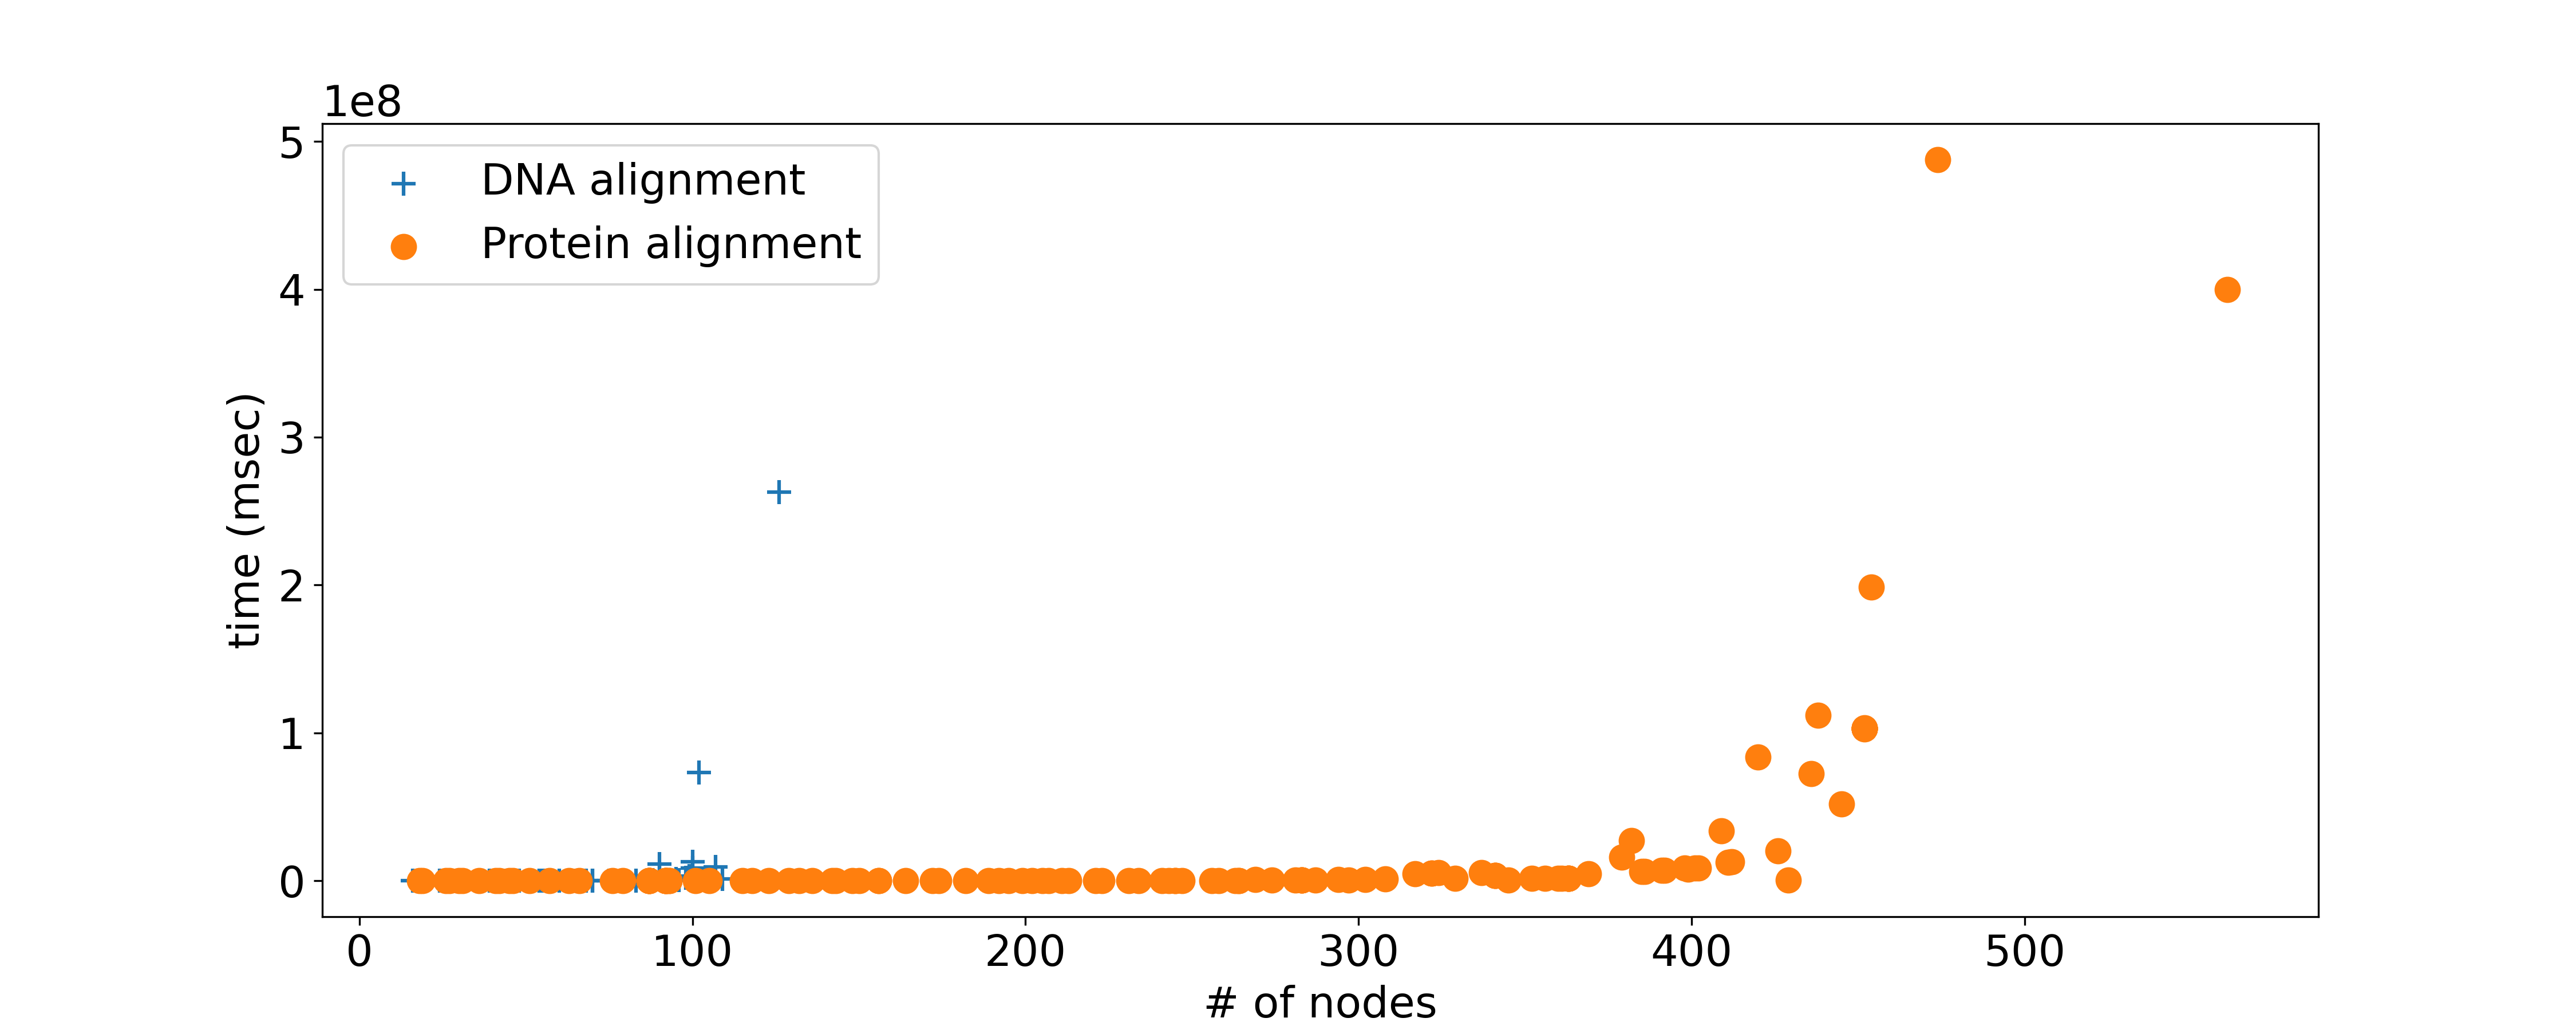 1e8
5
4
3
2
1
0
time (msec)
DNA alignment
Protein alignment
0 100 200 300 400 500
# of nodes